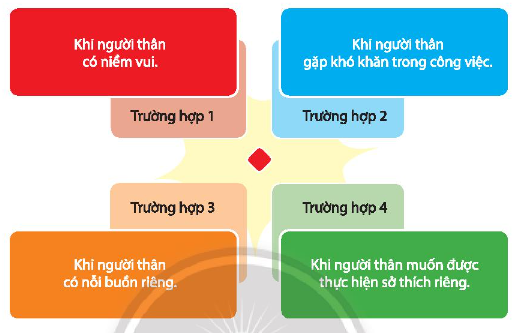 Khi người thân
có niềm vui.
Trường hợp 1
Khi người thân
gặp khó khăn trong công việc.
Trường hợp 2
Trường hợp 3
Khi người thân
có nỗi buồn riêng.
Trường hợp 4
Khi người thân muốn được
thực hiện sở thích riêng.